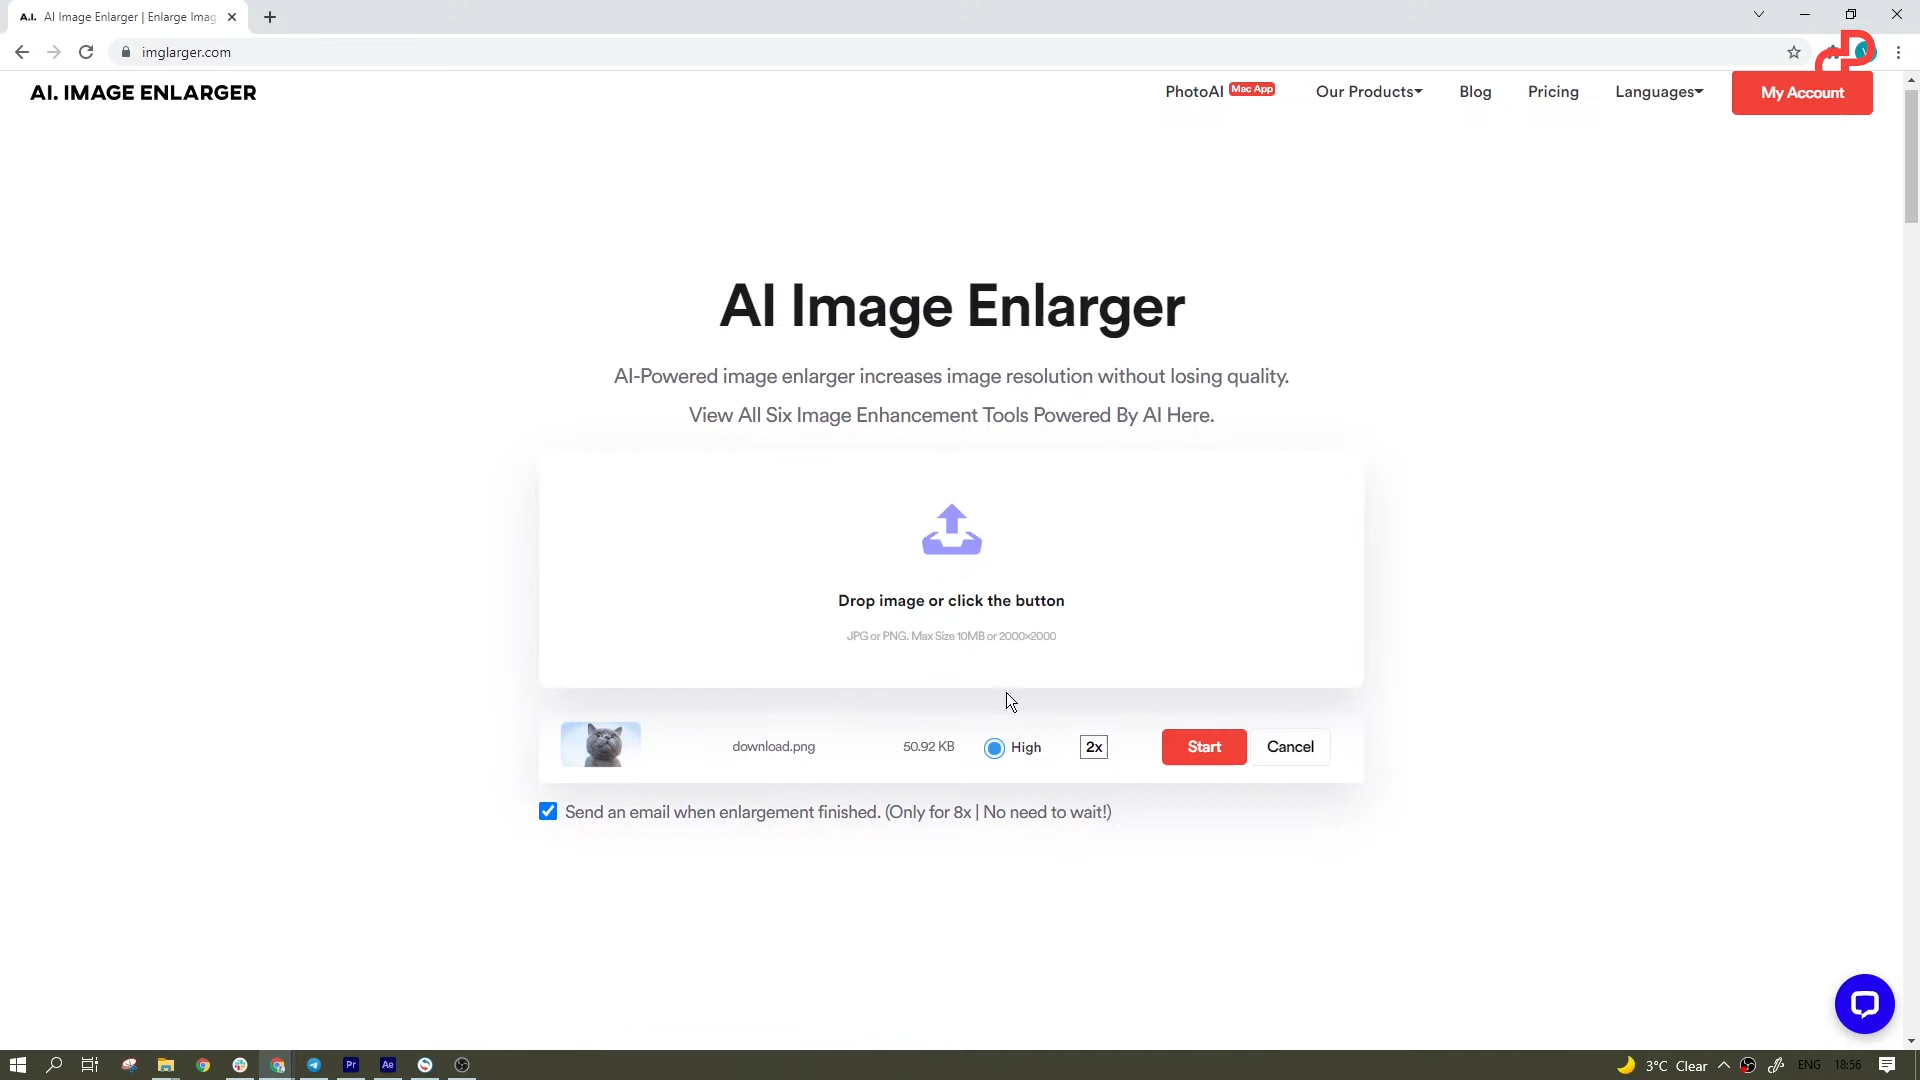 A.I. AI Image Enlarger | Enlarge Imag
imglarger.com
AI. IMAGE ENLARGER
PhotoAI Mac App Our Products Blog Pricing Languages My Account
AI Image Enlarger
AI-Powered image enlarger increases image resolution without losing quality.
View All Six Image Enhancement Tools Powered By AI Here.
Drop image or click the button
JPG or PNG. Max Size 10MB or 2000×2000
download.png 50.92 KB High 2x Start Cancel
Send an email when enlargement finished. (Only for 8x | No need to wait!)
Pr Ae 3°C Clear ENG 18:56